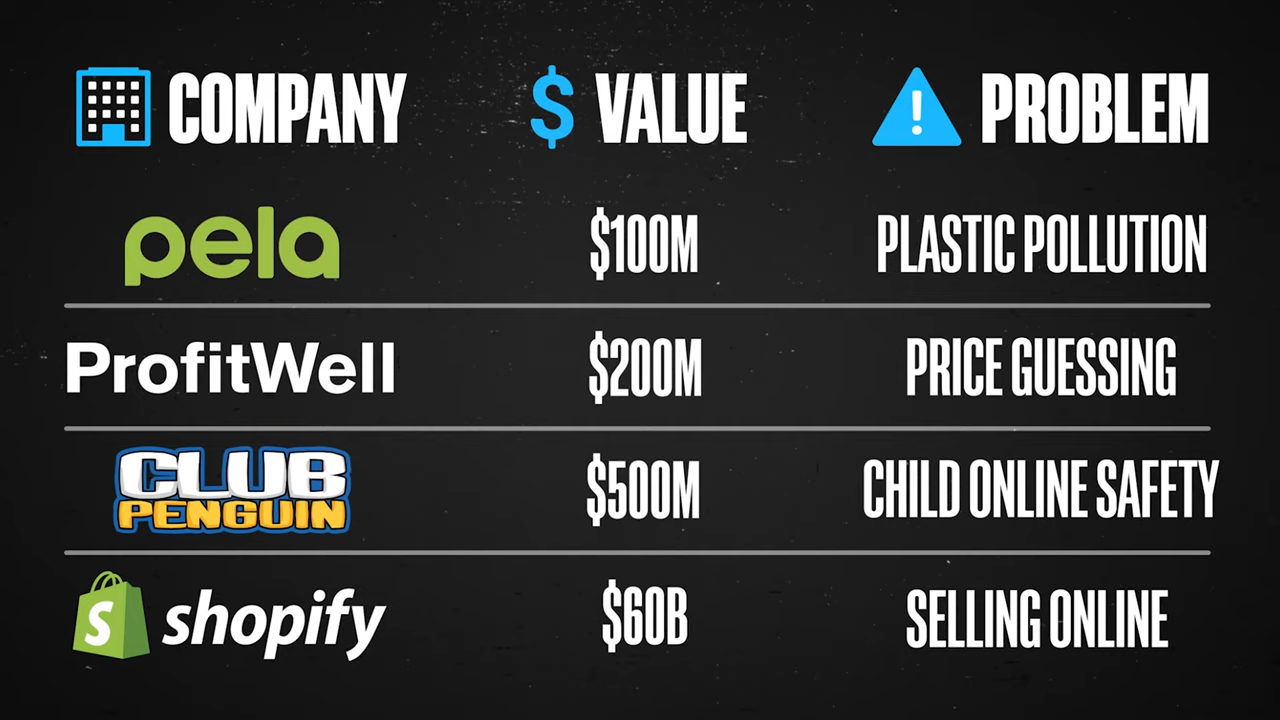 COMPANY $ VALUE ! PROBLEM
pela $100M PLASTIC POLLUTION
ProfitWell $200M PRICE GUESSING
CLUB PENGUIN $500M CHILD ONLINE SAFETY
S shopify $60B SELLING ONLINE